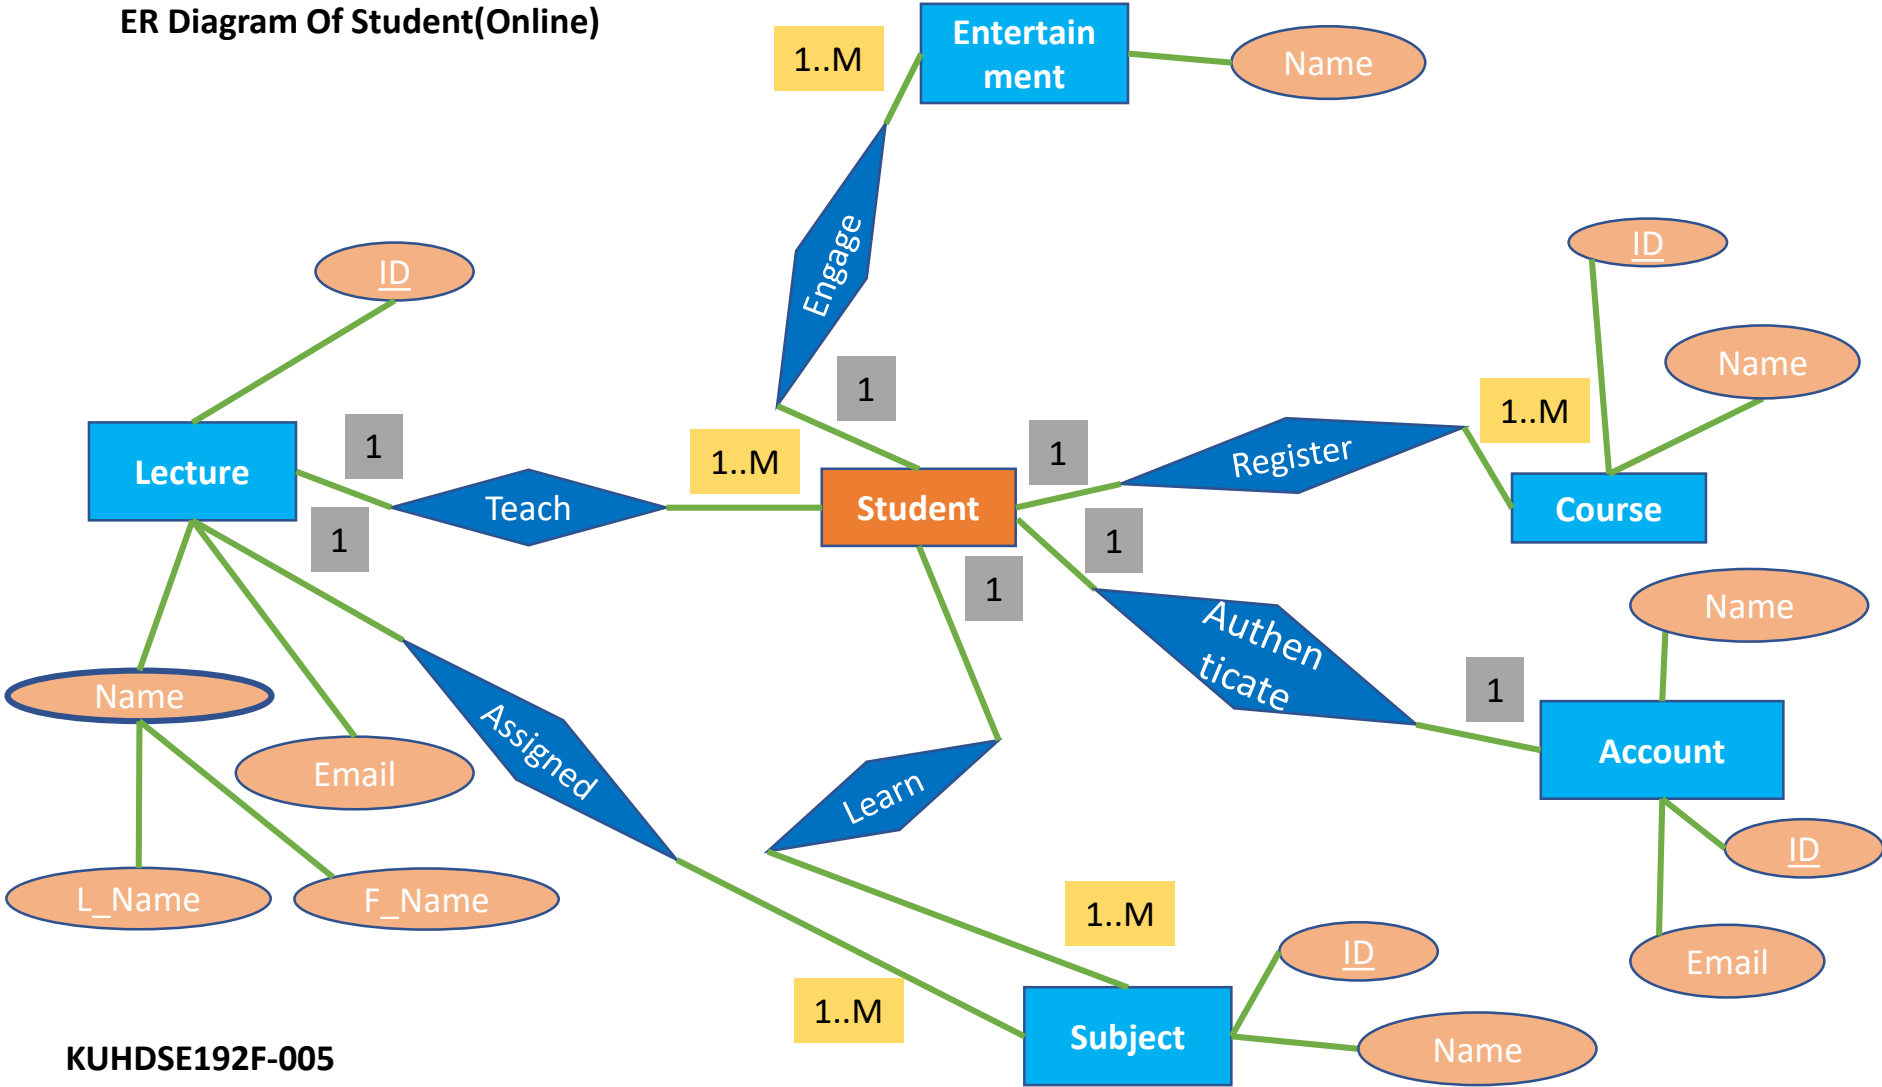 ER Diagram Of Student(Online)
1..M
Entertain
ment
Name
Engage
ID
ID
Name
1
1
1..M
1
1..M
Register
Lecture
Teach
Student
Course
1
1
1
Name
Authen
ticate
1
Name
Assigned
Account
Email
Learn
ID
L_Name
F_Name
1..M
ID
Email
1..M
Subject
Name
KUHDSE192F-005